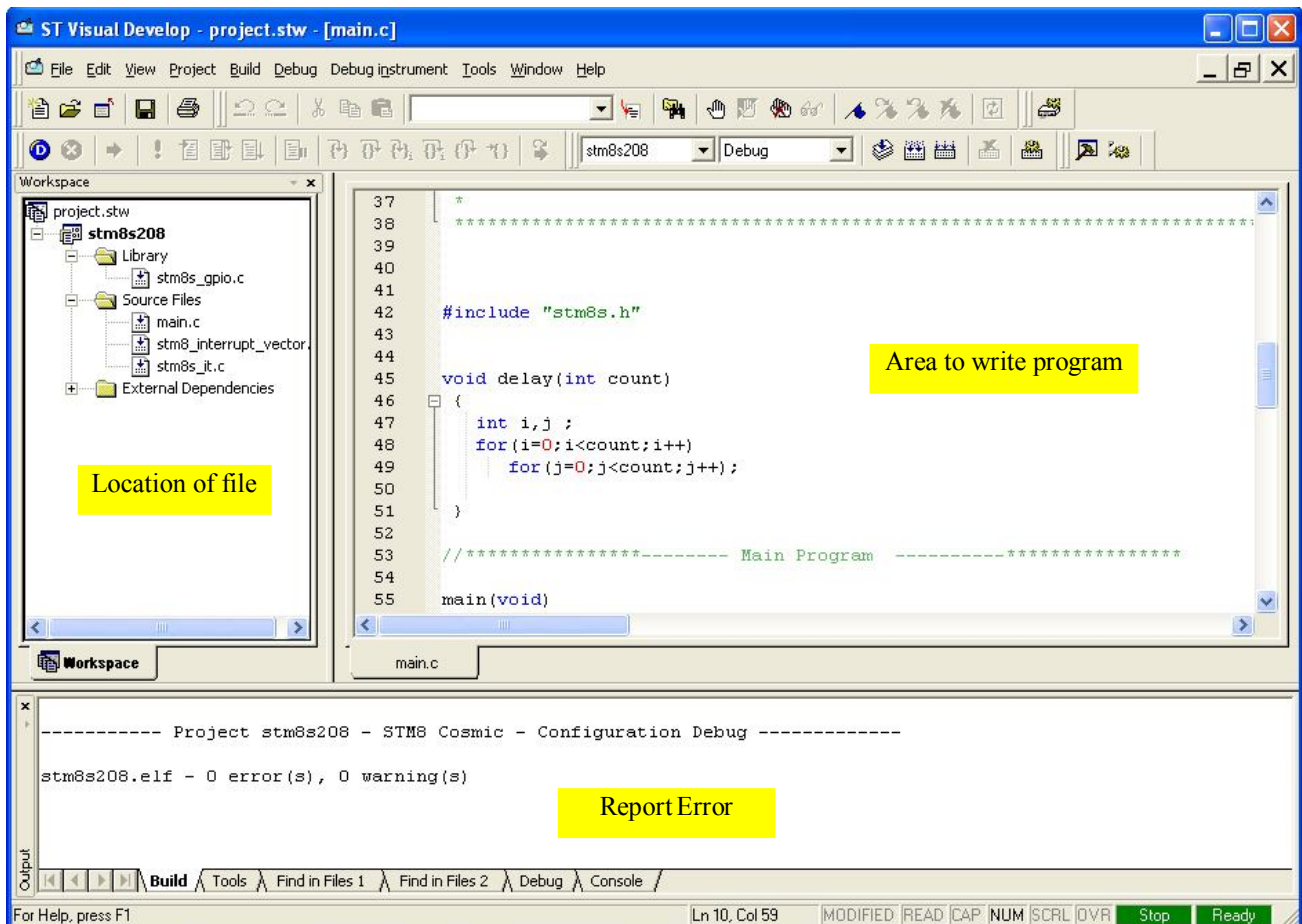 ST Visual Develop - project.stw - [main.c]
File Edit View Project Build Debug Debug instrument Tools Window Help
stm8s208 Debug
Workspace
project.stw
stm8s208
Library
stm8s_gpio.c
Source Files
main.c
stm8_interrupt_vector.
stm8s_it.c
External Dependencies
Location of file
Workspace
37 *
38 **************************************************************************
39
40
41
42 #include "stm8s.h"
43
44
45 void delay(int count)
46 {
47 int i,j ;
48 for(i=0;i<count;i++)
49 for(j=0;j<count;j++);
50
51 }
52
53 //****************-------- Main Program ----------****************
54
55 main(void)
Area to write program
main.c
----------- Project stm8s208 - STM8 Cosmic - Configuration Debug -------------
stm8s208.elf - 0 error(s), 0 warning(s)
Report Error
Output
Build Tools Find in Files 1 Find in Files 2 Debug Console
For Help, press F1 Ln 10, Col 59 MODIFIED READ CAP NUM SCRL OVR Stop Ready